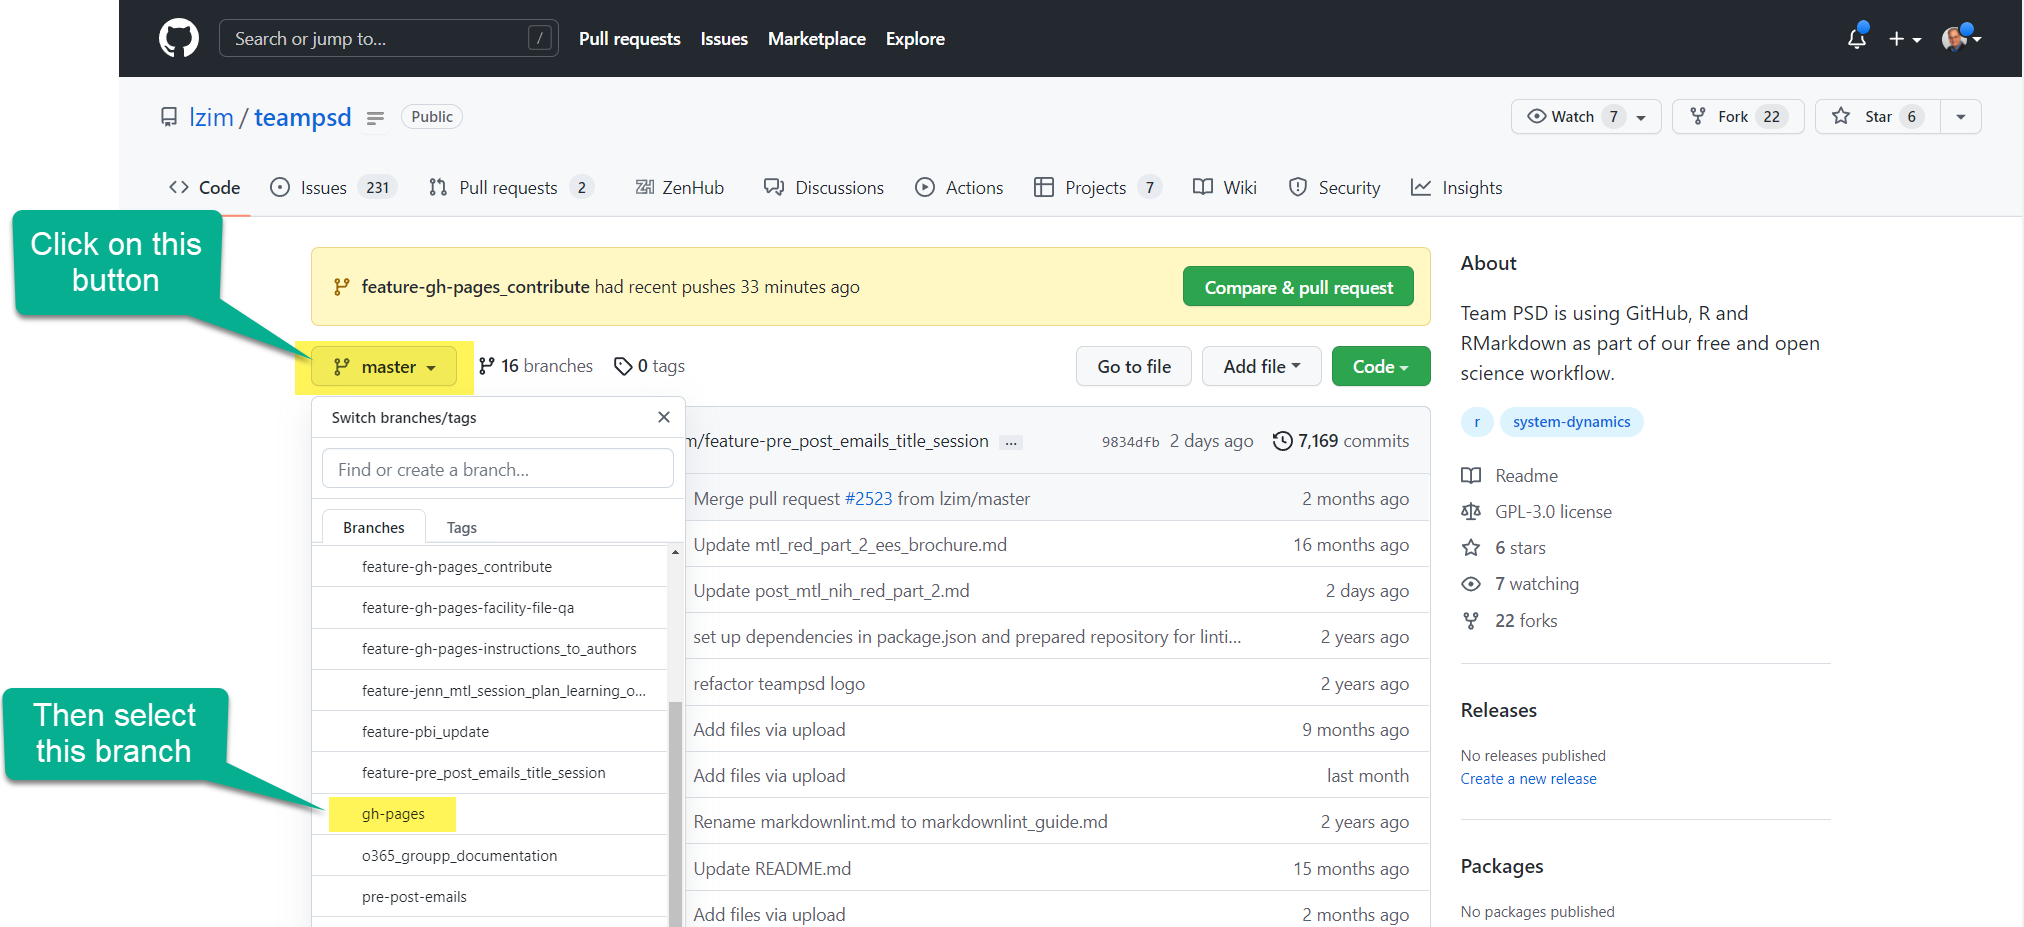 Search or jump to... /
Pull requests Issues Marketplace Explore
lzim / teampsd Public
Watch 7 Fork 22 Star 6
Code Issues 231 Pull requests 2 ZenHub Discussions Actions Projects 7 Wiki Security Insights
Click on this
button
feature-gh-pages_contribute had recent pushes 33 minutes ago
Compare & pull request
master 16 branches 0 tags
Go to file Add file Code
Switch branches/tags
Find or create a branch...
Branches Tags
feature-gh-pages_contribute
feature-gh-pages-facility-file-qa
feature-gh-pages-instructions_to_authors
feature-jenn_mtl_session_plan_learning_o...
feature-pbi_update
feature-pre_post_emails_title_session
gh-pages
o365_groupp_documentation
pre-post-emails
Then select
this branch
m/feature-pre_post_emails_title_session ... 9834dfb 2 days ago 7,169 commits
Merge pull request #2523 from lzim/master 2 months ago
Update mtl_red_part_2_ees_brochure.md 16 months ago
Update post_mtl_nih_red_part_2.md 2 days ago
set up dependencies in package.json and prepared repository for linti... 2 years ago
refactor teampsd logo 2 years ago
Add files via upload 9 months ago
Add files via upload last month
Rename markdownlint.md to markdownlint_guide.md 2 years ago
Update README.md 15 months ago
Add files via upload 2 months ago
About
Team PSD is using GitHub, R and
RMarkdown as part of our free and open
science workflow.
r system-dynamics
Readme
GPL-3.0 license
6 stars
7 watching
22 forks
Releases
No releases published
Create a new release
Packages
No packages published